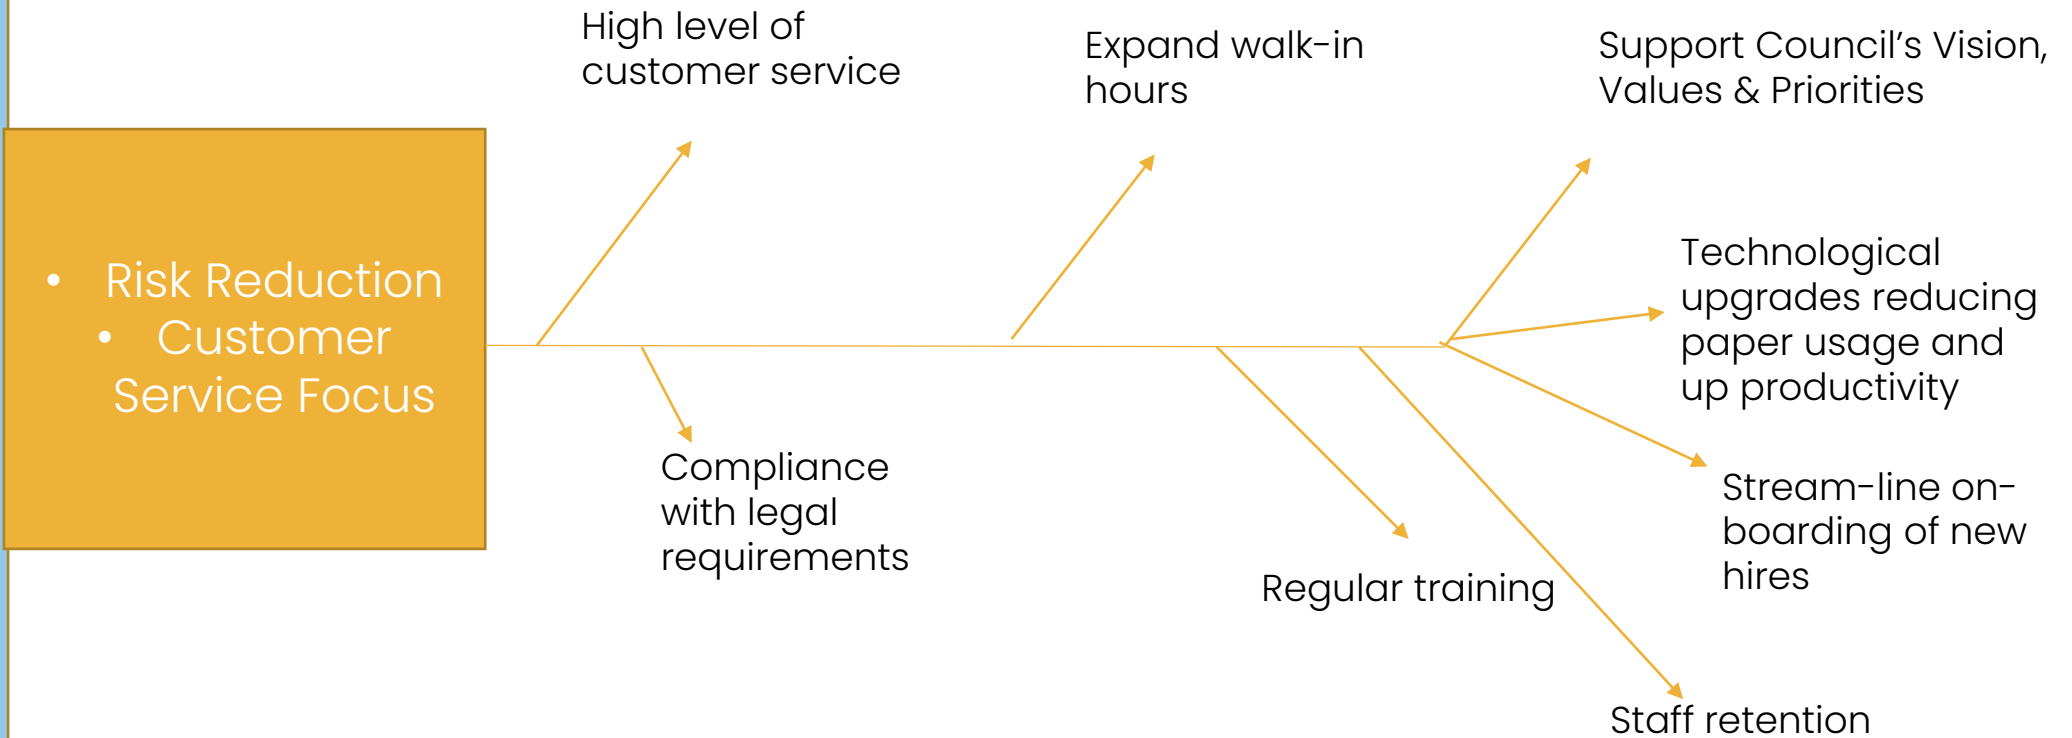 High level of
customer service
Expand walk-in
hours
Support Council's Vision,
Values & Priorities
• Risk Reduction
• Customer
Service Focus
Technological
upgrades reducing
paper usage and
up productivity
Compliance
with legal
requirements
Stream-line on-
boarding of new
hires
Regular training
Staff retention